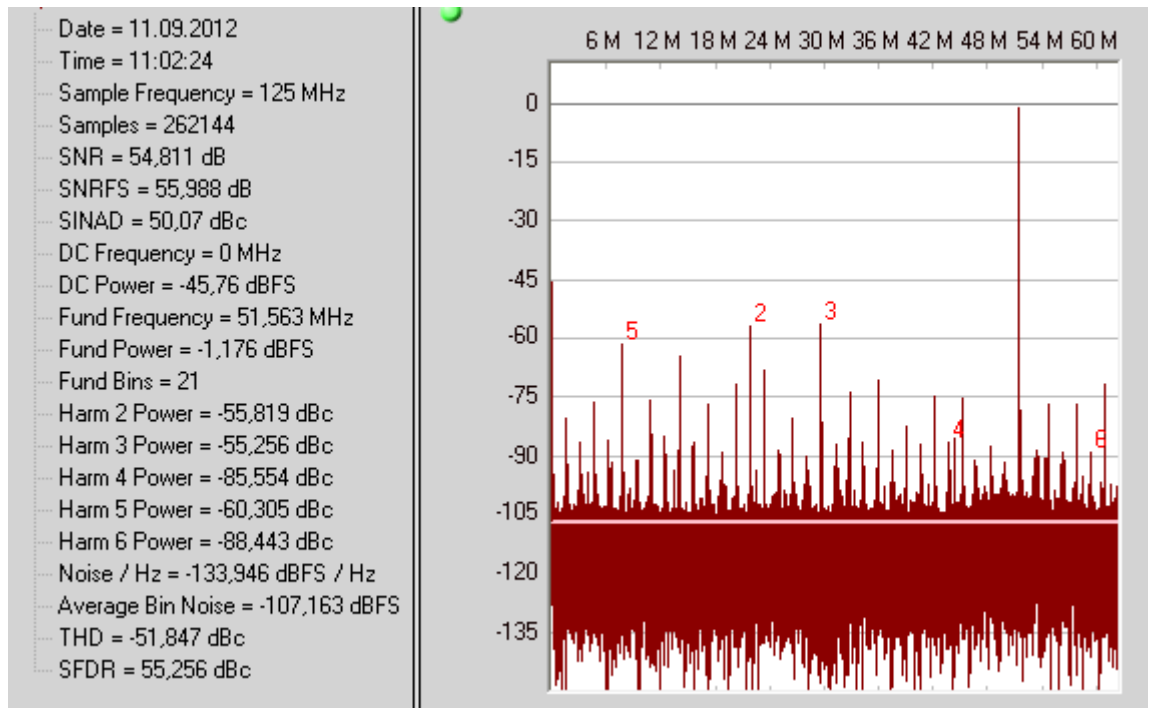 Date = 11.09.2012
Time = 11:02:24
Sample Frequency = 125 MHz
Samples = 262144
SNR = 54,811 dB
SNRFS = 55,988 dB
SINAD = 50,07 dBc
DC Frequency = 0 MHz
DC Power = -45,76 dBFS
Fund Frequency = 51,563 MHz
Fund Power = -1,176 dBFS
Fund Bins = 21
Harm 2 Power = -55,819 dBc
Harm 3 Power = -55,256 dBc
Harm 4 Power = -85,554 dBc
Harm 5 Power = -60,305 dBc
Harm 6 Power = -88,443 dBc
Noise / Hz = -133,946 dBFS / Hz
Average Bin Noise = -107,163 dBFS
THD = -51,847 dBc
SFDR = 55,256 dBc
6 M 12 M 18 M 24 M 30 M 36 M 42 M 48 M 54 M 60 M
0
-15
-30
-45
2 3
5
-60
-75
4 6
-90
-105
-120
-135